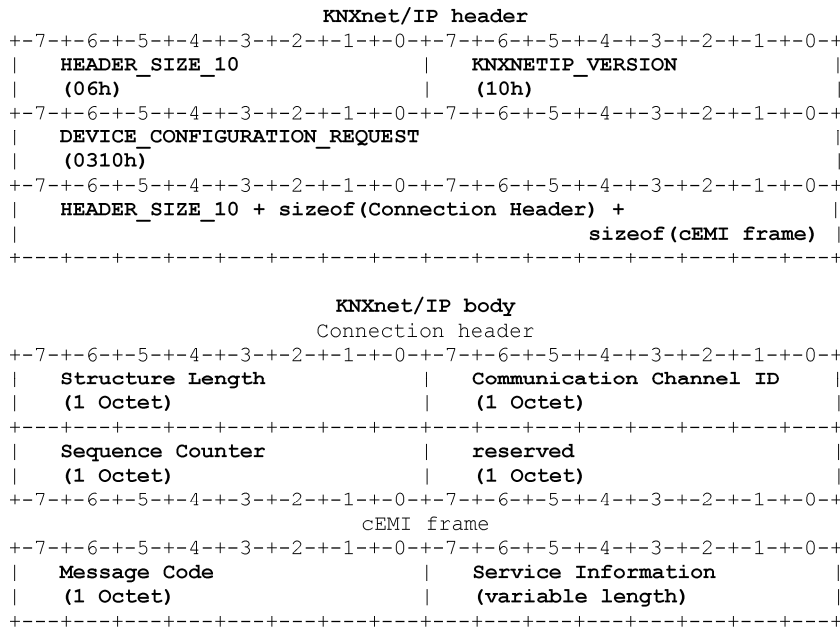 KNXnet/IP header
+-7-+-6-+-5-+-4-+-3-+-2-+-1-+-0-+-7-+-6-+-5-+-4-+-3-+-2-+-1-+-0-+
| HEADER_SIZE_10 | KNXNETIP_VERSION |
| (06h) | (10h) |
+-7-+-6-+-5-+-4-+-3-+-2-+-1-+-0-+-7-+-6-+-5-+-4-+-3-+-2-+-1-+-0-+
| DEVICE_CONFIGURATION_REQUEST |
| (0310h) |
+-7-+-6-+-5-+-4-+-3-+-2-+-1-+-0-+-7-+-6-+-5-+-4-+-3-+-2-+-1-+-0-+
| HEADER_SIZE_10 + sizeof(Connection Header) + |
| sizeof(cEMI frame) |
+---+---+---+---+---+---+---+---+---+---+---+---+---+---+---+---+
KNXnet/IP body
Connection header
+-7-+-6-+-5-+-4-+-3-+-2-+-1-+-0-+-7-+-6-+-5-+-4-+-3-+-2-+-1-+-0-+
| Structure Length | Communication Channel ID |
| (1 Octet) | (1 Octet) |
+---+---+---+---+---+---+---+---+---+---+---+---+---+---+---+---+
| Sequence Counter | reserved |
| (1 Octet) | (1 Octet) |
+-7-+-6-+-5-+-4-+-3-+-2-+-1-+-0-+-7-+-6-+-5-+-4-+-3-+-2-+-1-+-0-+
cEMI frame
+-7-+-6-+-5-+-4-+-3-+-2-+-1-+-0-+-7-+-6-+-5-+-4-+-3-+-2-+-1-+-0-+
| Message Code | Service Information |
| (1 Octet) | (variable length) |
+---+---+---+---+---+---+---+---+---+---+---+---+---+---+---+---+